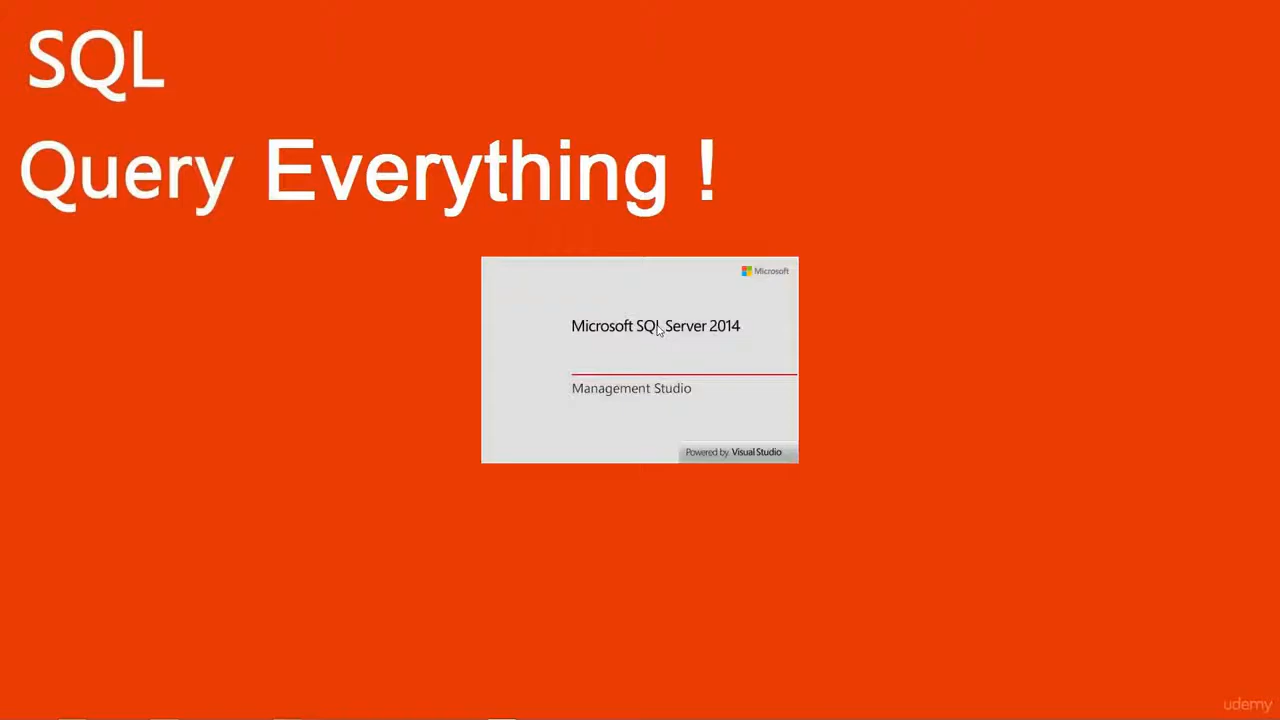 SQL
Query Everything !
Microsoft
Microsoft SQL Server 2014
Management Studio
Powered by Visual Studio
udemy